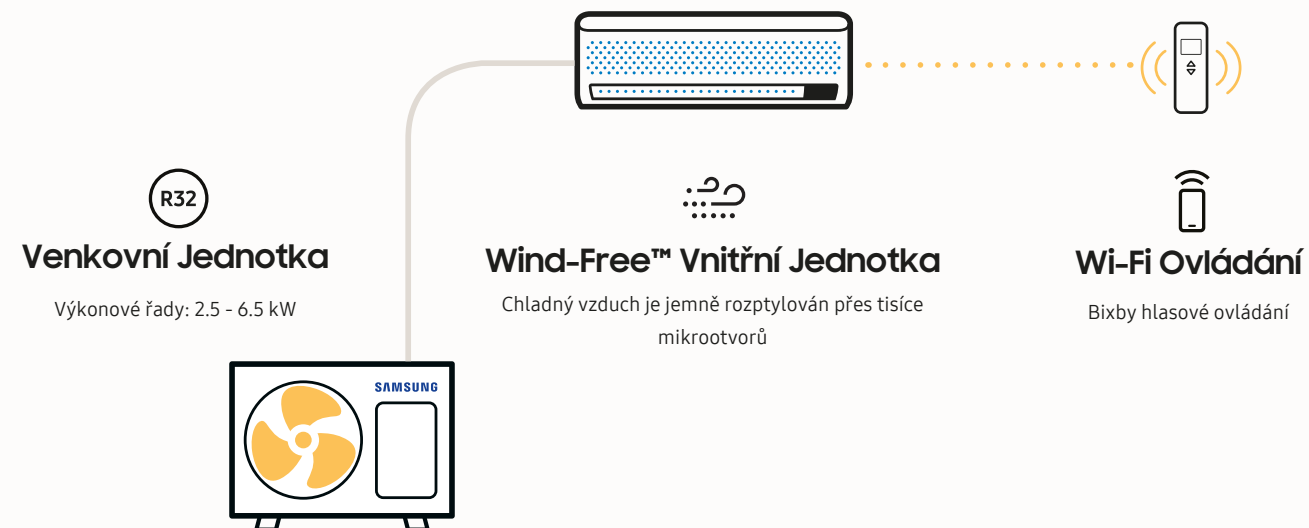 R32
Venkovní Jednotka
Výkonové řady: 2.5 - 6.5 kW
SAMSUNG
Wind-Free™ Vnitřní Jednotka
Chladný vzduch je jemně rozptylován přes tisíce
mikrootvorů
Wi-Fi Ovládání
Bixby hlasové ovládání